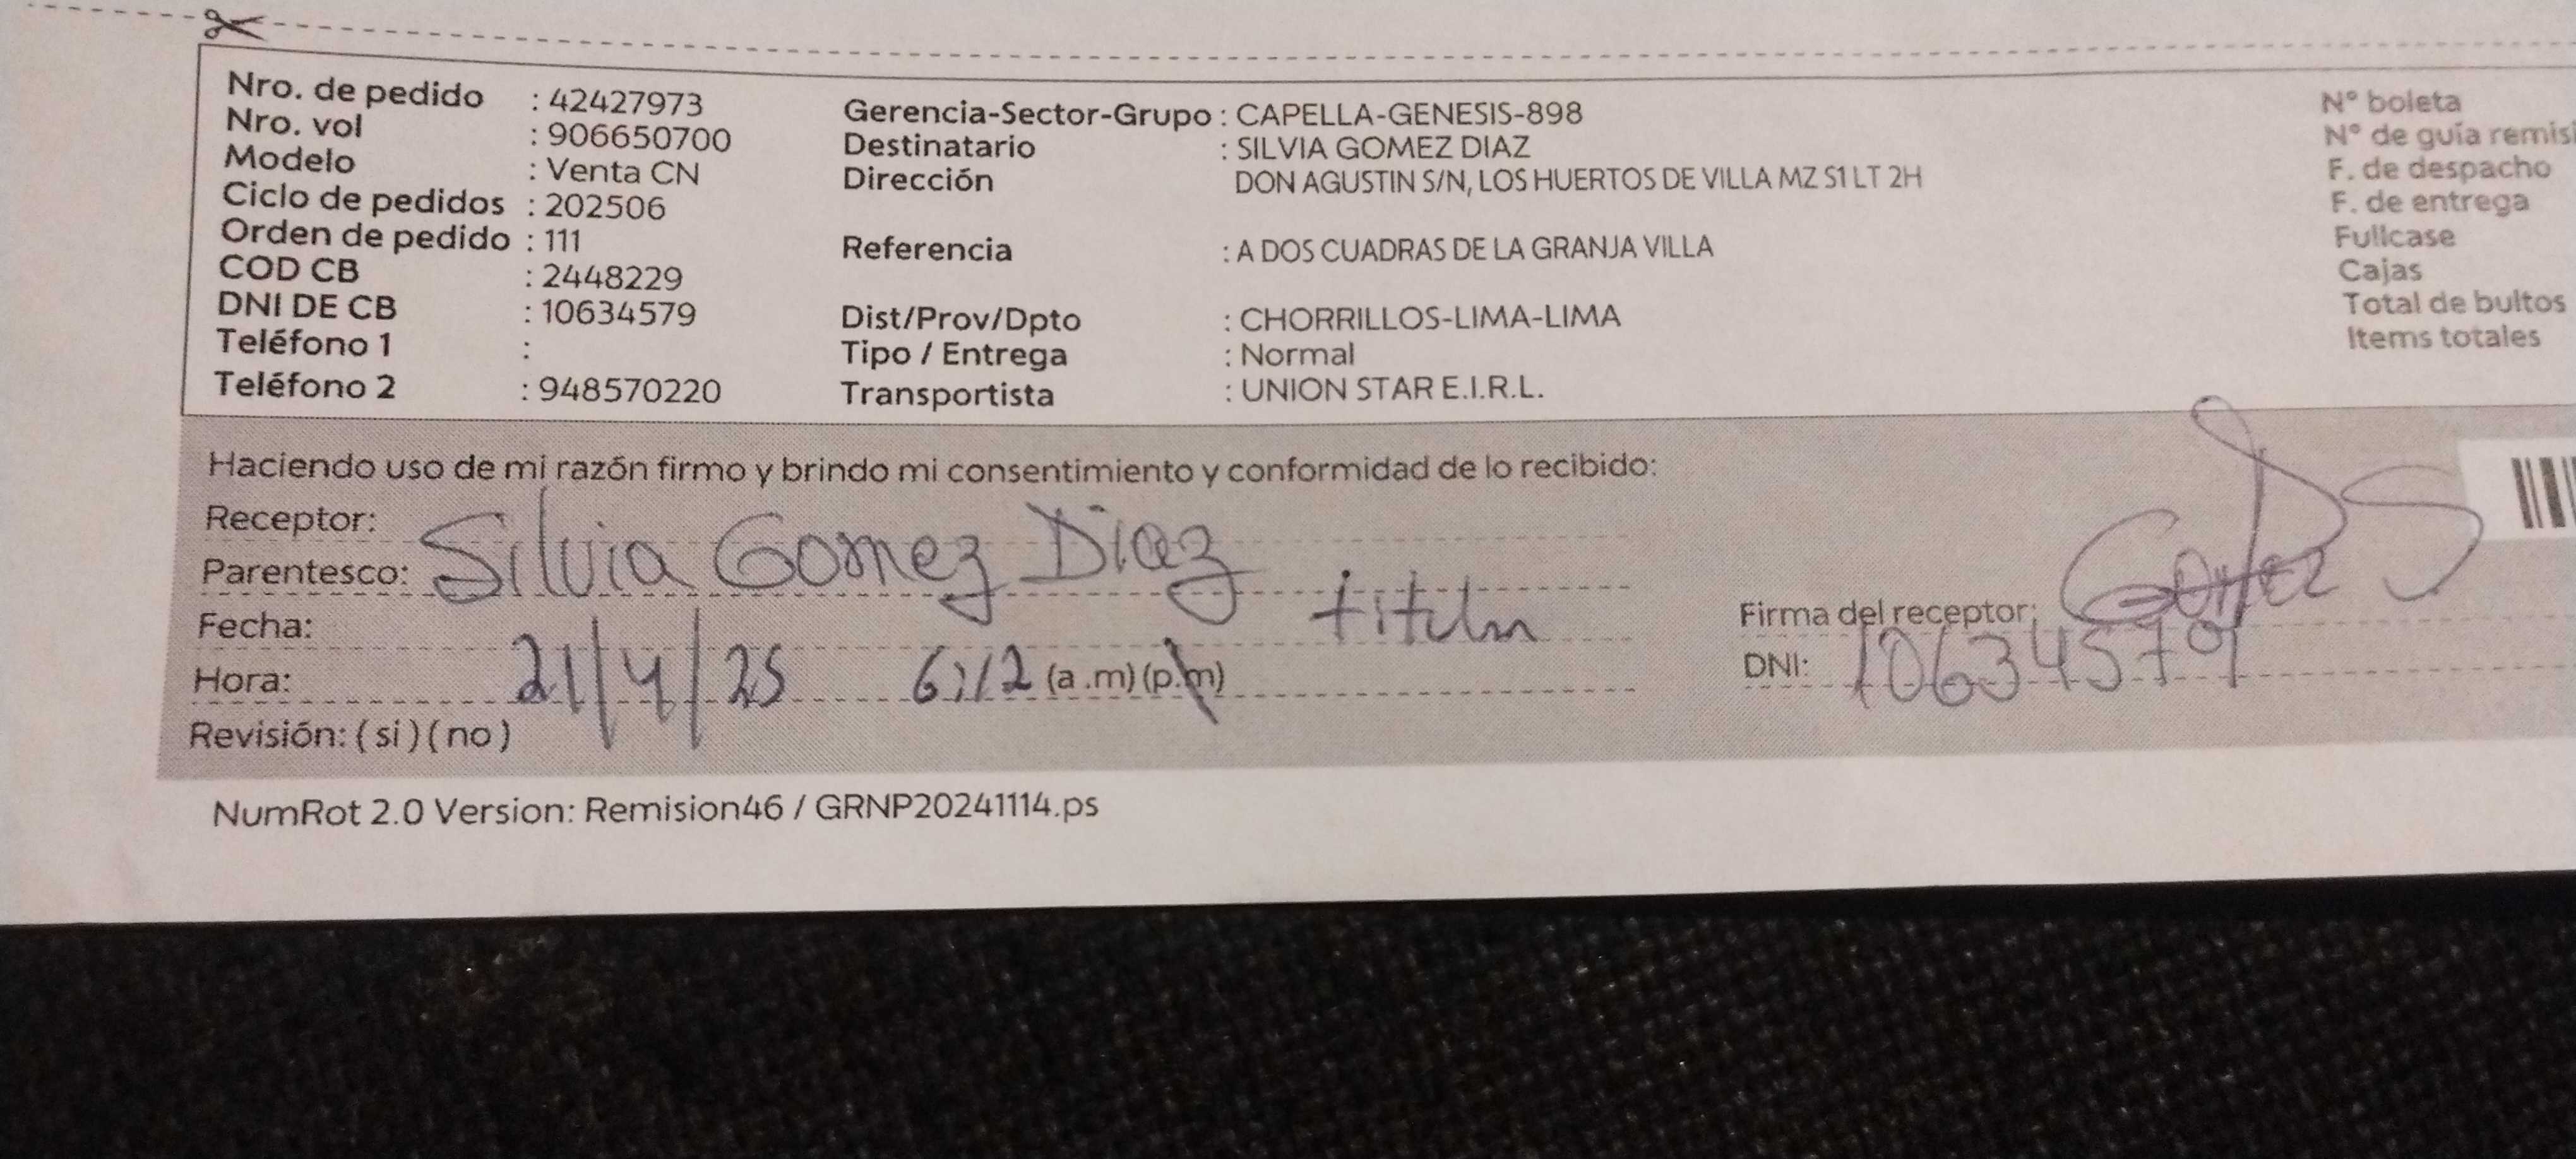 Nro. de pedido : 42427973
Nro. vol : 906650700
Modelo : Venta CN
Ciclo de pedidos : 202506
Orden de pedido : 111
COD CB : 2448229
DNI DE CB : 10634579
Teléfono 1 :
Teléfono 2 : 948570220
Gerencia-Sector-Grupo : CAPELLA-GENESIS-898
Destinatario : SILVIA GOMEZ DIAZ
Dirección DON AGUSTIN S/N, LOS HUERTOS DE VILLA MZ S1 LT 2H
Referencia : A DOS CUADRAS DE LA GRANJA VILLA
Dist/Prov/Dpto : CHORRILLOS-LIMA-LIMA
Tipo / Entrega : Normal
Transportista : UNION STAR E.I.R.L.
N° boleta
N° de guía remisi
F. de despacho
F. de entrega
Fullcase
Cajas
Total de bultos
Items totales
Haciendo uso de mi razón firmo y brindo mi consentimiento y conformidad de lo recibido:
Receptor:
Parentesco: Silvia Gomez Diaz
Fecha: titular
Hora: 21/4/25 6:12 (a .m) (p.m)
Revisión: ( si ) ( no )
Firma del receptor: Gomez S
DNI: 10634579
NumRot 2.0 Version: Remision46 / GRNP20241114.ps